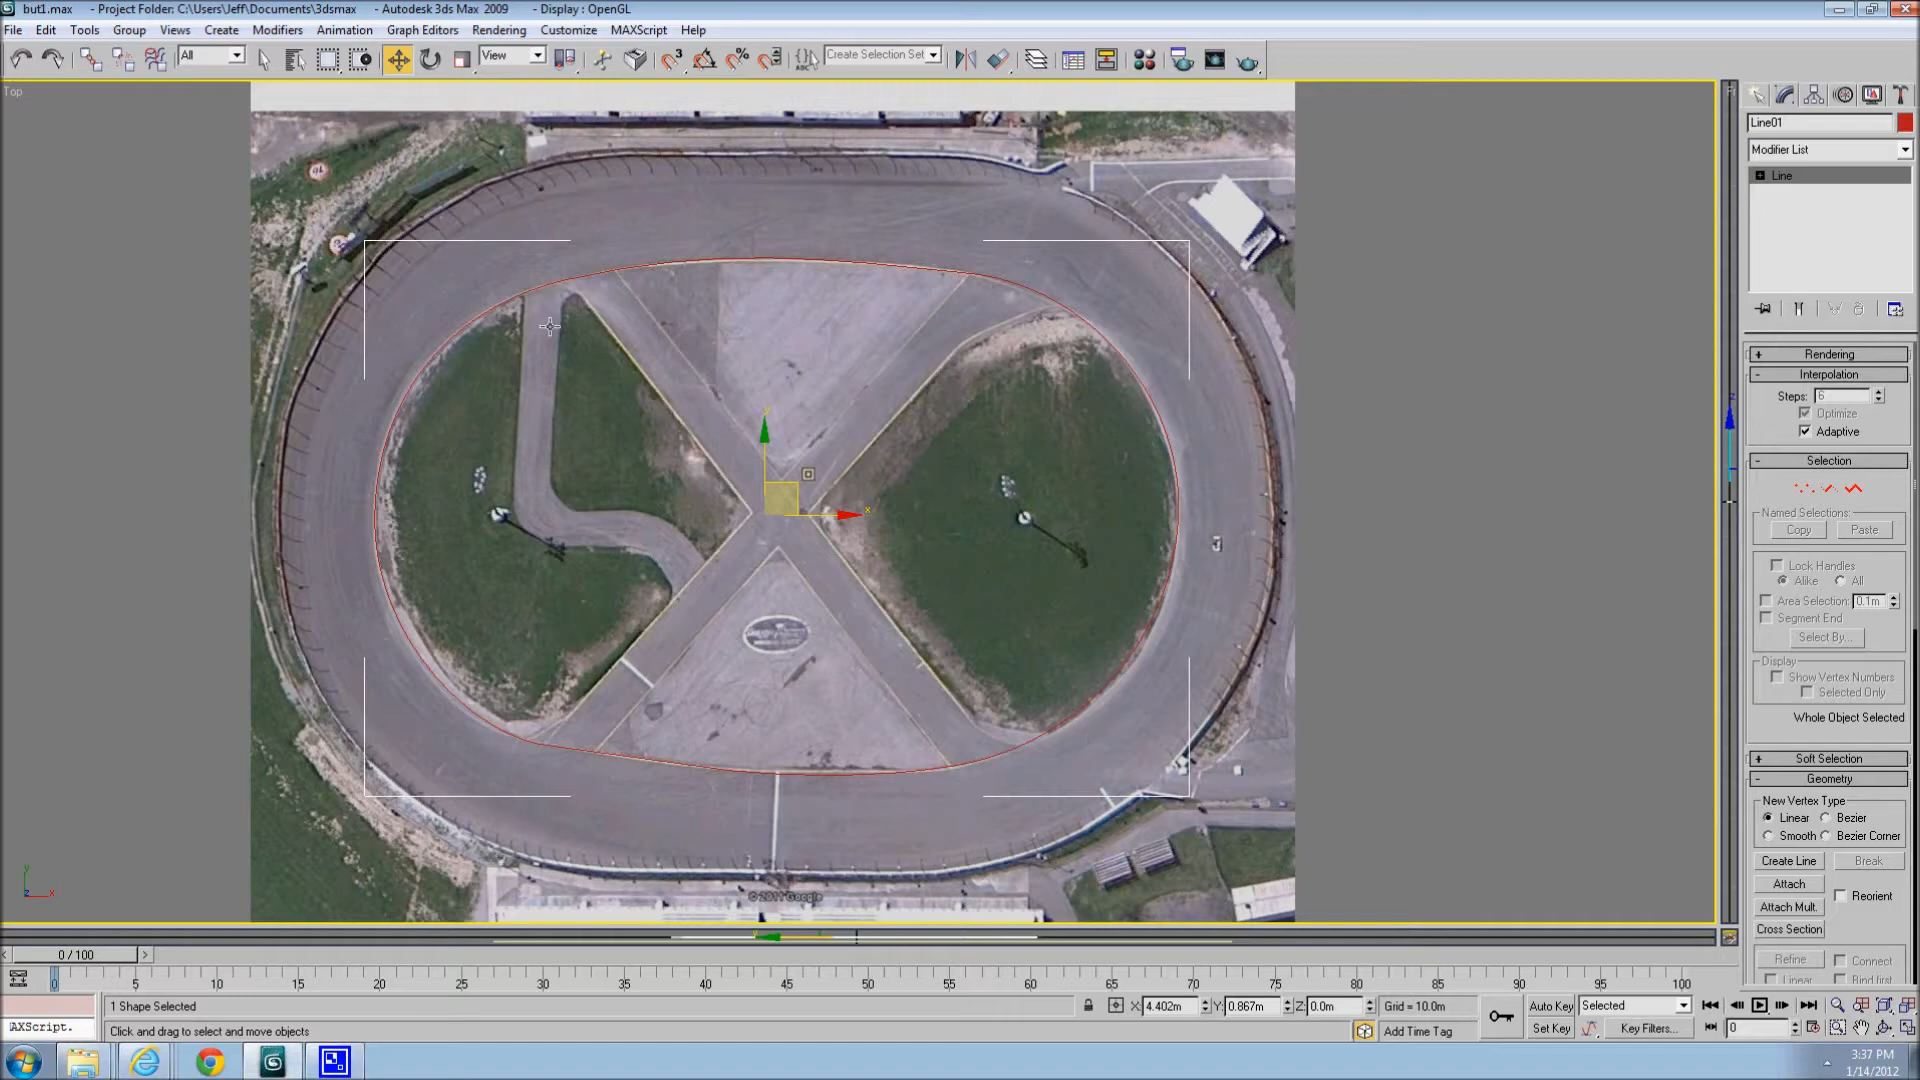 but1.max - Project Folder: C:\Users\Jeff\Documents\3dsmax - Autodesk 3ds Max 2009 - Display : OpenGL
File Edit Tools Group Views Create Modifiers Animation Graph Editors Rendering Customize MAXScript Help
All View Create Selection Set
Top
Line01
Modifier List
Line
+ Rendering
- Interpolation
Steps: 6
Optimize
Adaptive
- Selection
Named Selections:
Copy Paste
Lock Handles
Alike All
Area Selection: 0.1m
Segment End
Select By...
Display
Show Vertex Numbers
Selected Only
Whole Object Selected
+ Soft Selection
- Geometry
New Vertex Type
Linear Bezier
Smooth Bezier Corner
Create Line Break
Attach
Reorient
Attach Mult.
Cross Section
Refine Connect
Linear Bind first
© 2011 Google
x
y
y
z x
z
0 / 100
0 5 10 15 20 25 30 35 40 45 50 55 60 65 70 75 80 85 90 95 100
1 Shape Selected
X: 4.402m Y: 0.867m Z: 0.0m Grid = 10.0m Auto Key Selected
AXScript. Click and drag to select and move objects Add Time Tag Set Key Key Filters... 0
3:37 PM
1/14/2012